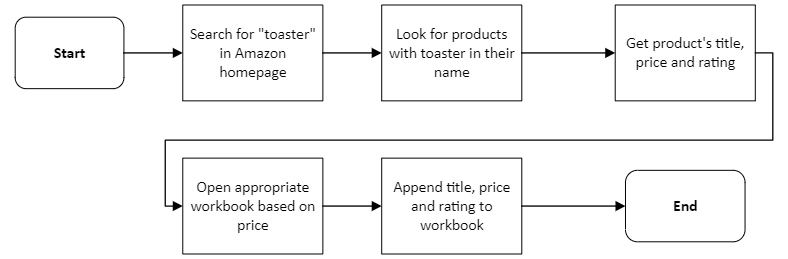 Start
Search for "toaster"
in Amazon
homepage
Look for products
with toaster in their
name
Get product's title,
price and rating
Open appropriate
workbook based on
price
Append title, price
and rating to
workbook
End